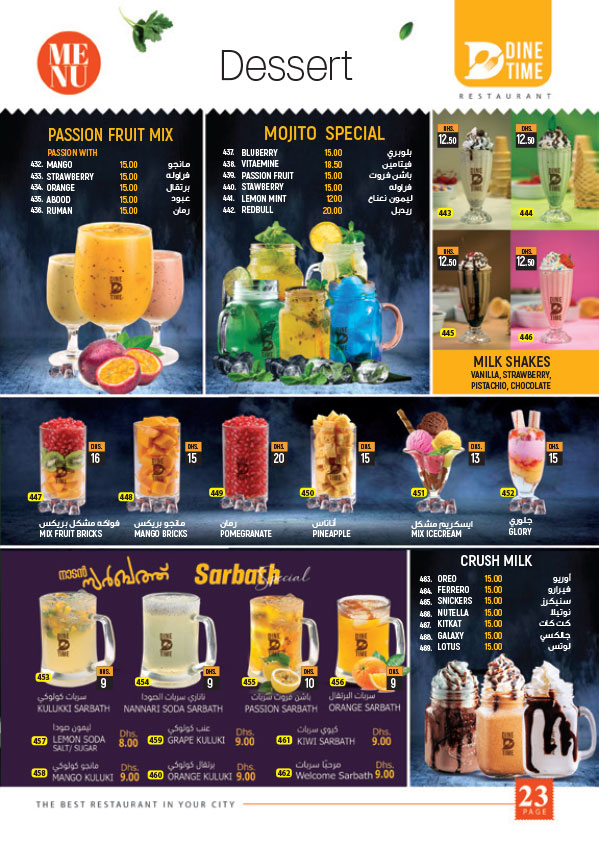 ME
NU
Dessert
DINE
TIME
RESTAURANT
PASSION FRUIT MIX
PASSION WITH
432. MANGO 15.00 مانجو
433. STRAWBERRY 15.00 فراوله
434. ORANGE 15.00 برتقال
435. ABOOD 15.00 عبود
436. RUMAN 15.00 رمان
DINE
TIME
MOJITO SPECIAL
437. BLUBERRY 15.00 بلوبري
438. VITAEMINE 18.50 فيتامين
439. PASSION FRUIT 15.00 باشن فروت
440. STAWBERRY 15.00 فراوله
441. LEMON MINT 1200 ليمون نعناع
442. REDBULL 20.00 ريدبل
DHS.
12.50
443
DHS.
12.50
444
DHS.
12.50
445
DHS.
12.50
446
MILK SHAKES
VANILLA, STRAWBERRY,
PISTACHIO, CHOCOLATE
DHS.
16
447
فواكه مشكل بريكس
MIX FRUIT BRICKS
DHS.
15
448
مانجو بريكس
MANGO BRICKS
DHS.
20
449
رمان
POMEGRANATE
DHS.
15
450
أناناس
PINEAPPLE
DHS.
13
451
ايسكريم مشكل
MIX ICECREAM
DHS.
15
452
جلوري
GLORY
നാടൻ
സർബത്ത്
Sarbath Special
453
DHS.
9
سربات كولوكي
KULUKKI SARBATH
454
DHS.
9
ناناري سربات الصودا
NANNARI SODA SARBATH
455
DHS.
10
باشن فروت سربات
PASSION SARBATH
456
DHS.
9
سربات البرتقال
ORANGE SARBATH
457 ليمون صودا
LEMON SODA
SALT/ SUGAR
Dhs.
8.00
459 عنب كولوكي
GRAPE KULUKI
Dhs.
9.00
461 كيوي سربات
KIWI SARBATH
Dhs.
9.00
458 مانجو كولوكي
MANGO KULUKI
Dhs.
9.00
460 برتقال كولوكي
ORANGE KULUKI
Dhs.
9.00
462 مرحبًا سربات
Welcome Sarbath
Dhs.
9.00
CRUSH MILK
463. OREO 15.00 أوريو
464. FERRERO 15.00 فيرارو
465. SNICKERS 15.00 سنيكرز
466. NUTELLA 15.00 نوتيلا
467. KITKAT 15.00 كت كات
468. GALAXY 15.00 جالكسي
469. LOTUS 15.00 لوتس
THE BEST RESTAURANT IN YOUR CITY
23
PAGE